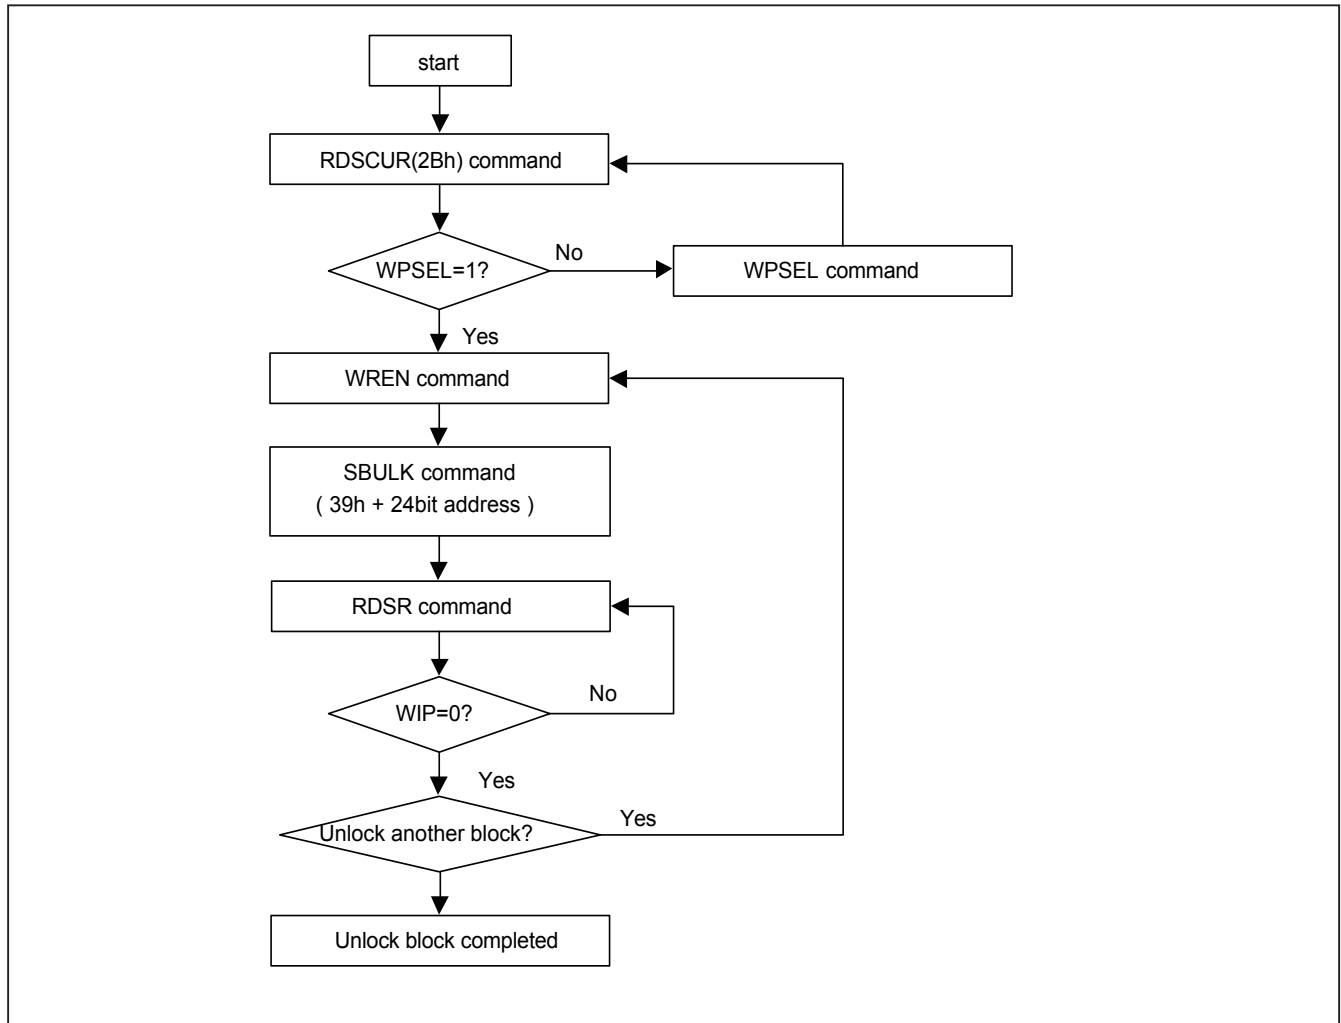 start
RDSCUR(2Bh) command
WPSEL=1?
No
WPSEL command
Yes
WREN command
SBULK command
( 39h + 24bit address )
RDSR command
WIP=0?
No
Yes
Unlock another block?
Yes
Unlock block completed